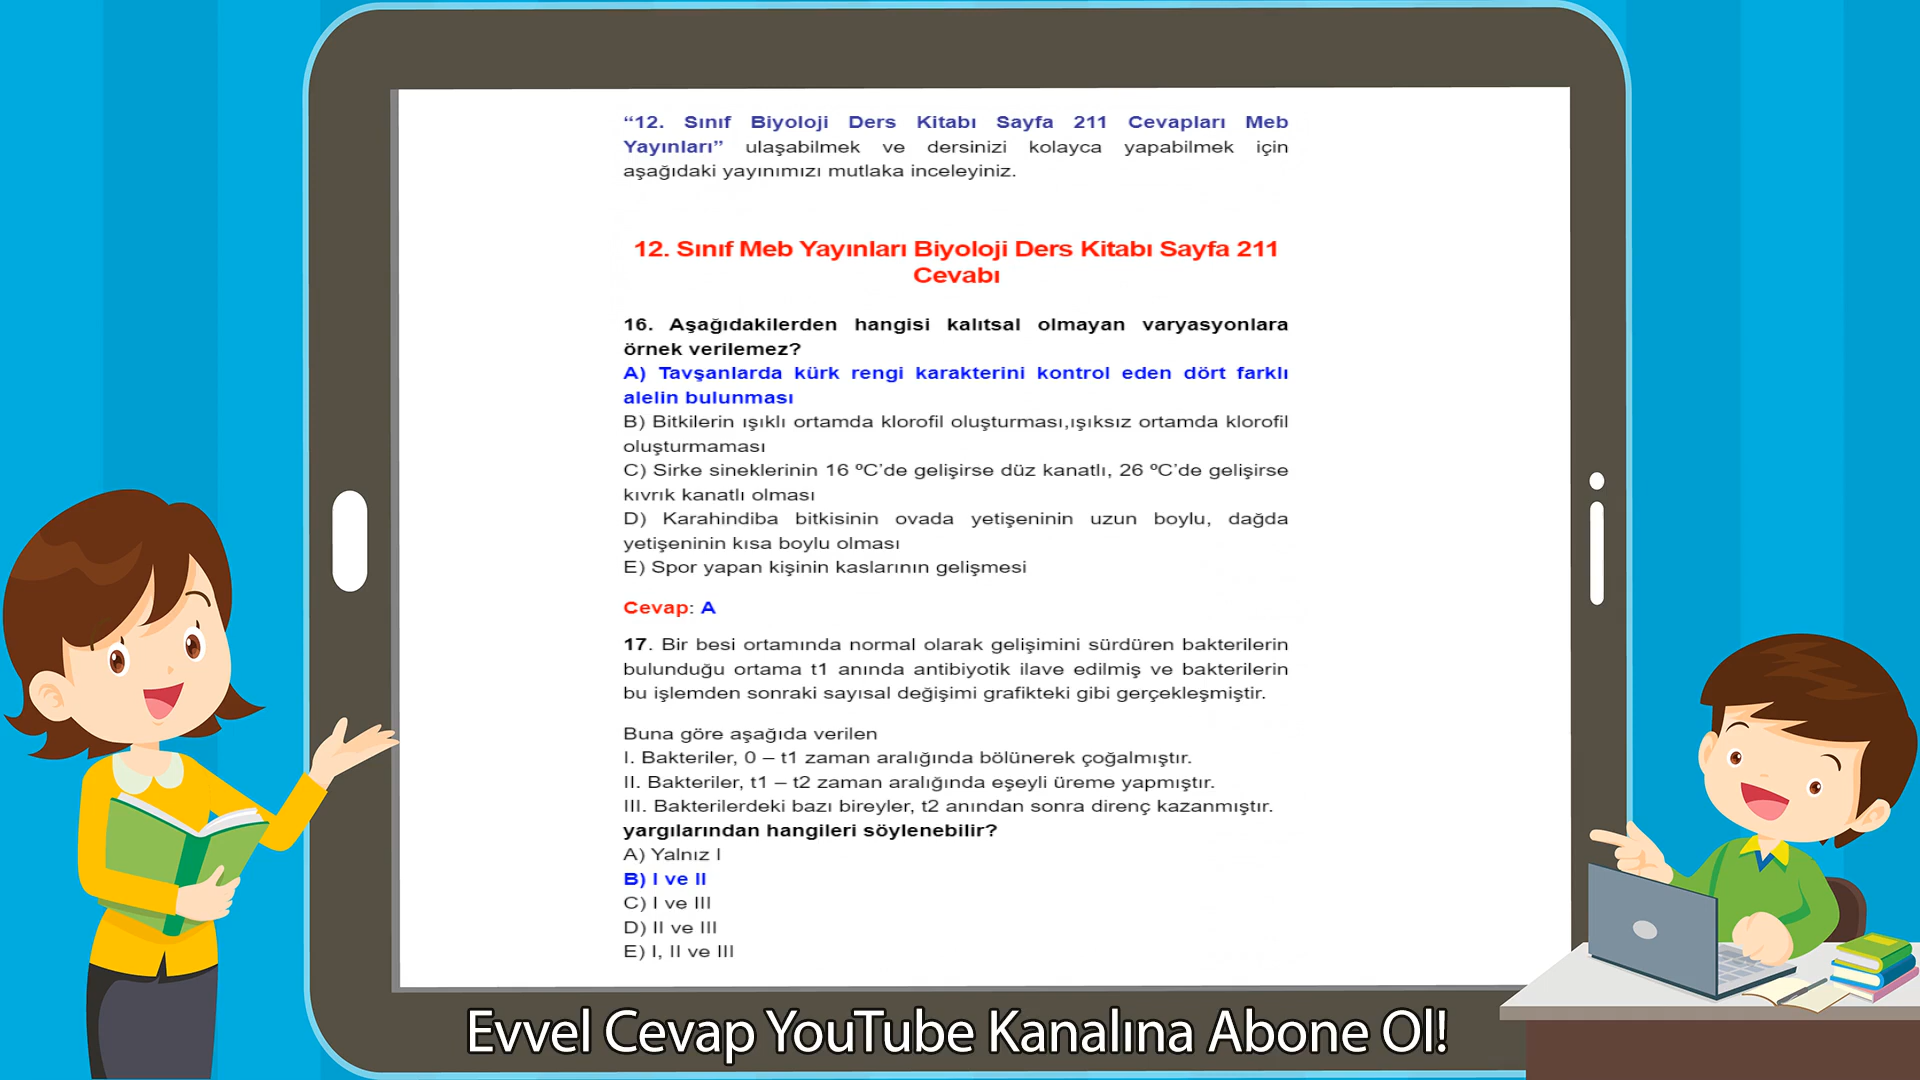 “12. Sınıf Biyoloji Ders Kitabı Sayfa 211 Cevapları Meb
Yayınları” ulaşabilmek ve dersinizi kolayca yapabilmek için
aşağıdaki yayınımızı mutlaka inceleyiniz.
12. Sınıf Meb Yayınları Biyoloji Ders Kitabı Sayfa 211
Cevabı
16. Aşağıdakilerden hangisi kalıtsal olmayan varyasyonlara
örnek verilemez?
A) Tavşanlarda kürk rengi karakterini kontrol eden dört farklı
alelin bulunması
B) Bitkilerin ışıklı ortamda klorofil oluşturması,ışıksız ortamda klorofil
oluşturmaması
C) Sirke sineklerinin 16 ºC’de gelişirse düz kanatlı, 26 ºC’de gelişirse
kıvrık kanatlı olması
D) Karahindiba bitkisinin ovada yetişeninin uzun boylu, dağda
yetişeninin kısa boylu olması
E) Spor yapan kişinin kaslarının gelişmesi
Cevap: A
17. Bir besi ortamında normal olarak gelişimini sürdüren bakterilerin
bulunduğu ortama t1 anında antibiyotik ilave edilmiş ve bakterilerin
bu işlemden sonraki sayısal değişimi grafikteki gibi gerçekleşmiştir.
Buna göre aşağıda verilen
I. Bakteriler, 0 – t1 zaman aralığında bölünerek çoğalmıştır.
II. Bakteriler, t1 – t2 zaman aralığında eşeyli üreme yapmıştır.
III. Bakterilerdeki bazı bireyler, t2 anından sonra direnç kazanmıştır.
yargılarından hangileri söylenebilir?
A) Yalnız I
B) I ve II
C) I ve III
D) II ve III
E) I, II ve III
Evvel Cevap YouTube Kanalına Abone Ol!